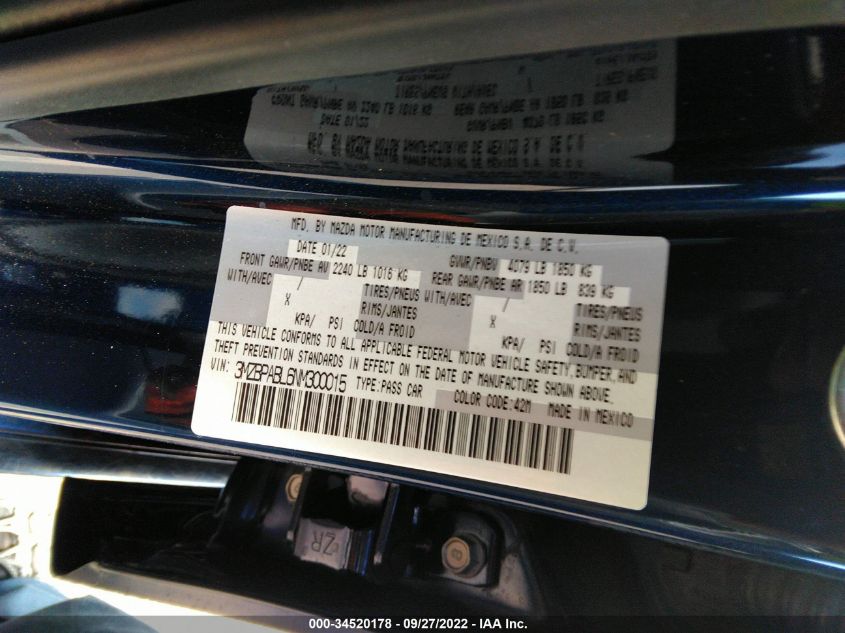 MFD. BY MAZDA MOTOR MANUFACTURING DE MEXICO S.A. DE C.V.
DATE 01/22 GVWR/PNBV 4079 LB 1850 KG
FRONT GAWR/PNBE AV 2240 LB 1016 KG REAR GAWR/PNBE AR 1850 LB 839 KG
WITH/AVEC / TIRES/PNEUS WITH/AVEC / TIRES/PNEUS
X RIMS/JANTES X RIMS/JANTES
KPA/ PSI COLD/A FROID KPA/ PSI COLD/A FROID
THIS VEHICLE CONFORMS TO ALL APPLICABLE FEDERAL MOTOR VEHICLE SAFETY, BUMPER, AND
THEFT PREVENTION STANDARDS IN EFFECT ON THE DATE OF MANUFACTURE SHOWN ABOVE.
VIN: 3MZBPABL6NM300015 TYPE:PASS CAR COLOR CODE:42M MADE IN MEXICO
ZR
8
000-34520178 - 09/27/2022 - IAA Inc.